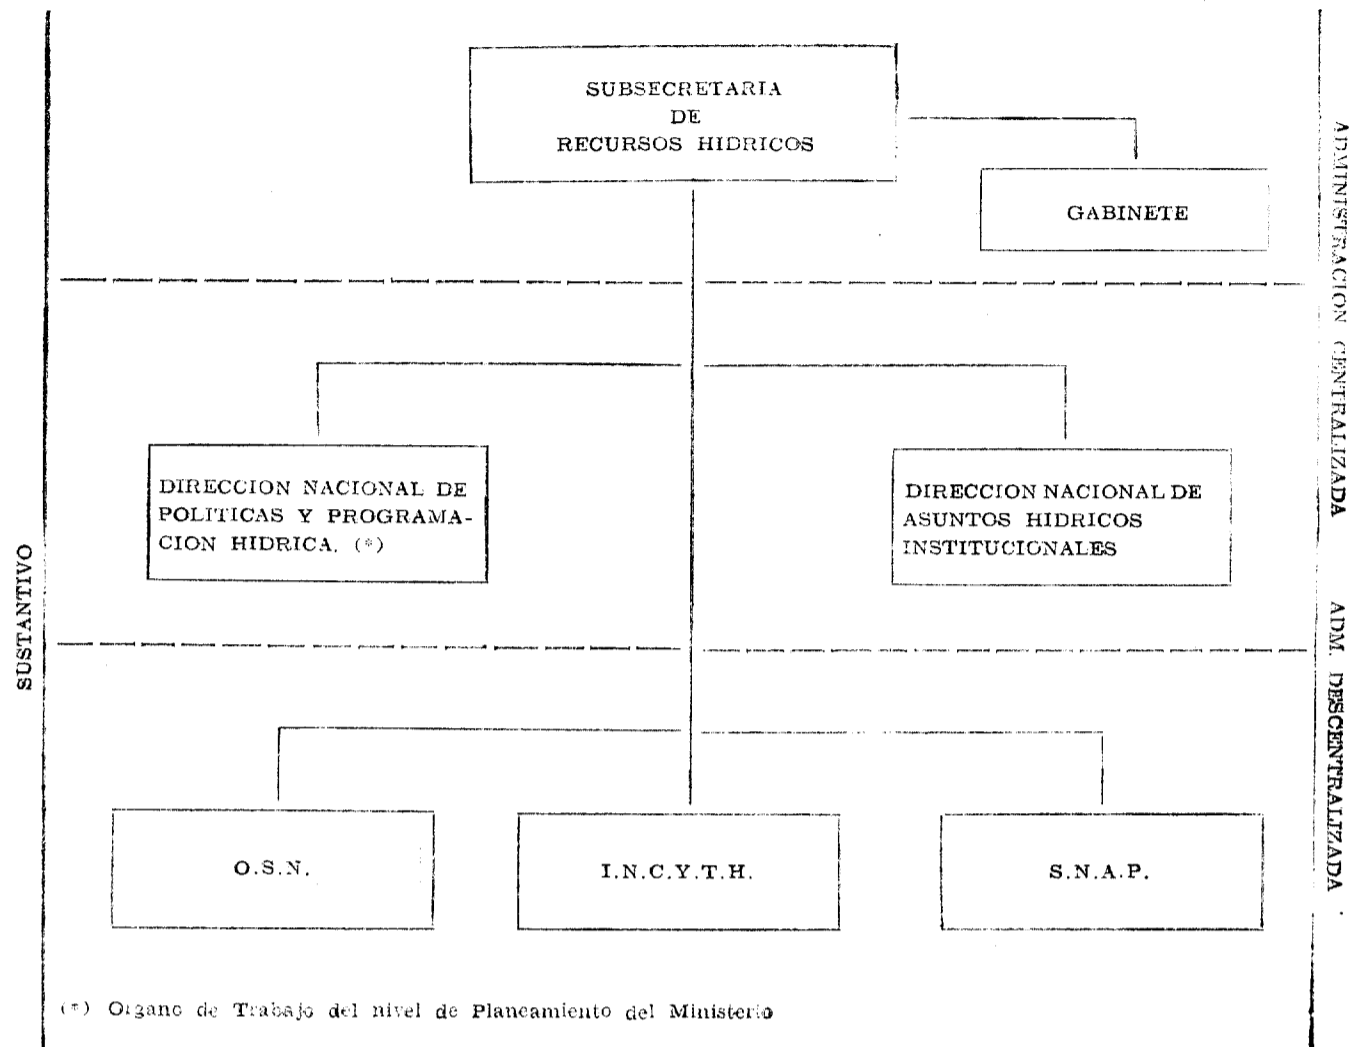 SUBSECRETARIA
DE
RECURSOS HIDRICOS
GABINETE
DIRECCION NACIONAL DE
POLITICAS Y PROGRAMA-
CION HIDRICA. (*)
DIRECCION NACIONAL DE
ASUNTOS HIDRICOS
INSTITUCIONALES
O.S.N.
I.N.C.Y.T.H.
S.N.A.P.
(*) Organo de Trabajo del nivel de Planeamiento del Ministerio
SUSTANTIVO
ADMINISTRACION CENTRALIZADA
ADM. DESCENTRALIZADA